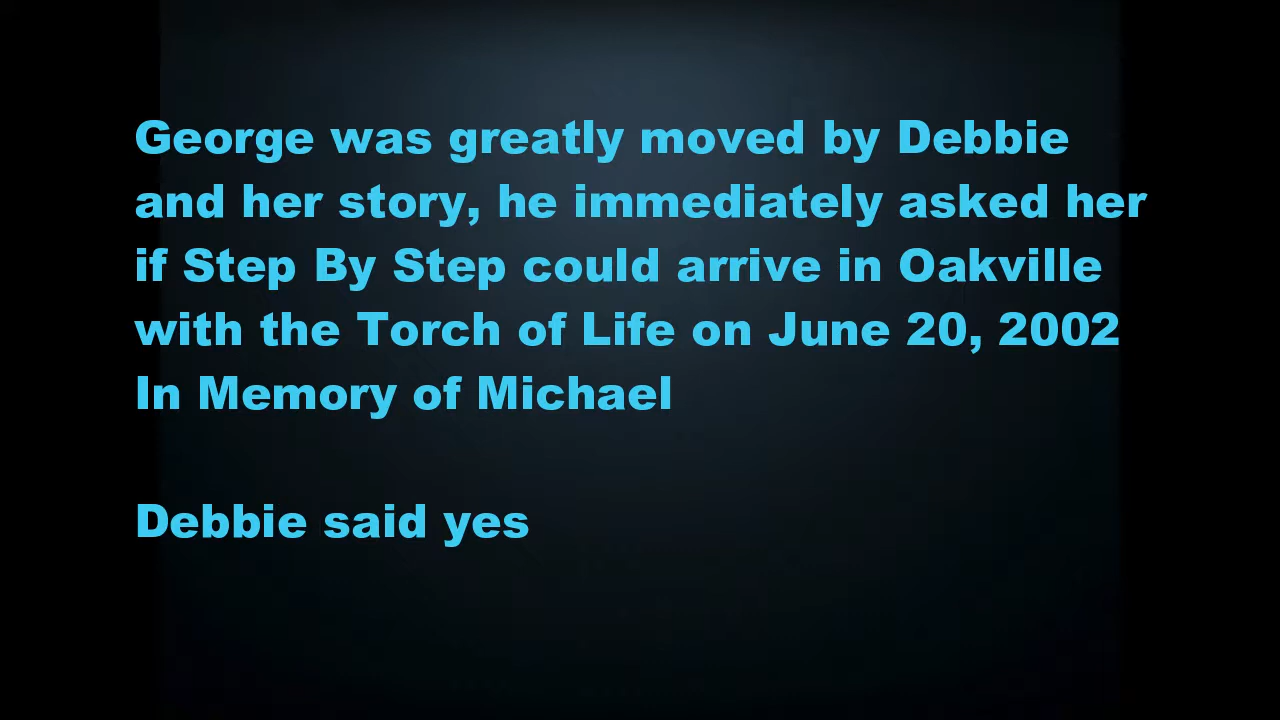 George was greatly moved by Debbie
and her story, he immediately asked her
if Step By Step could arrive in Oakville
with the Torch of Life on June 20, 2002
In Memory of Michael
Debbie said yes